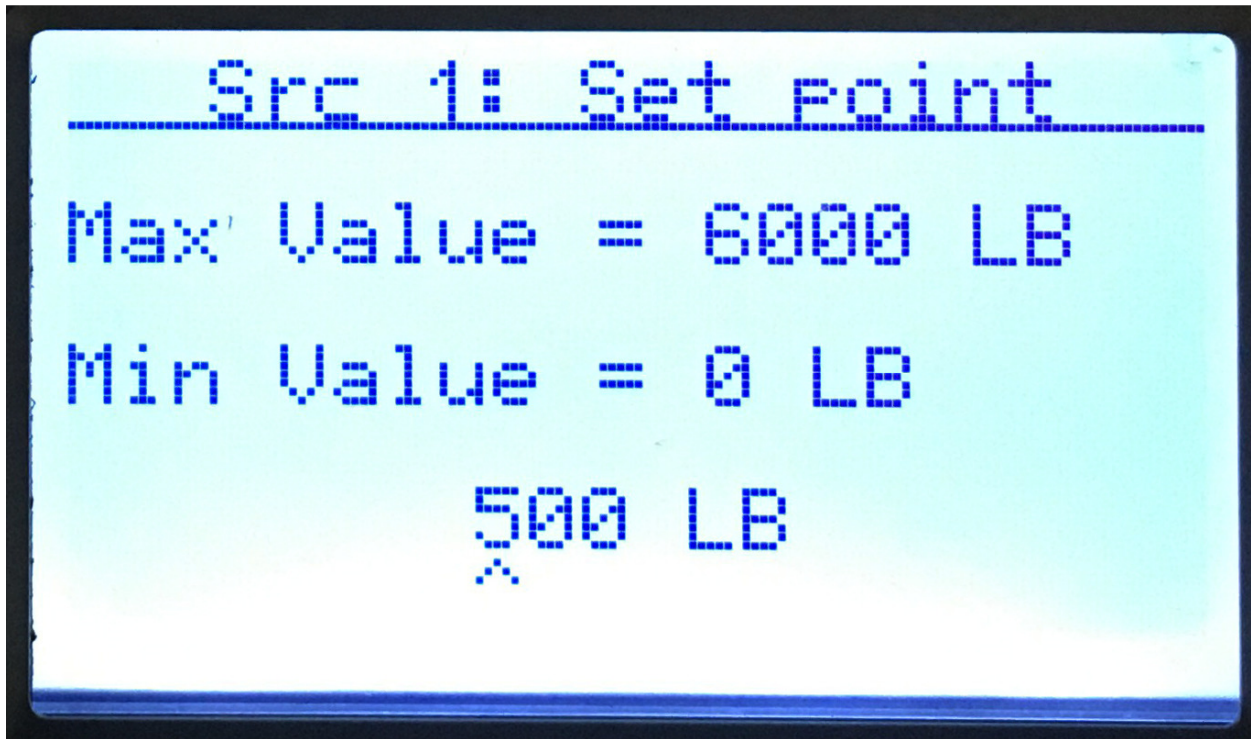 Src 1: Set point
Max Value = 6000 LB
Min Value = 0 LB
500 LB
^